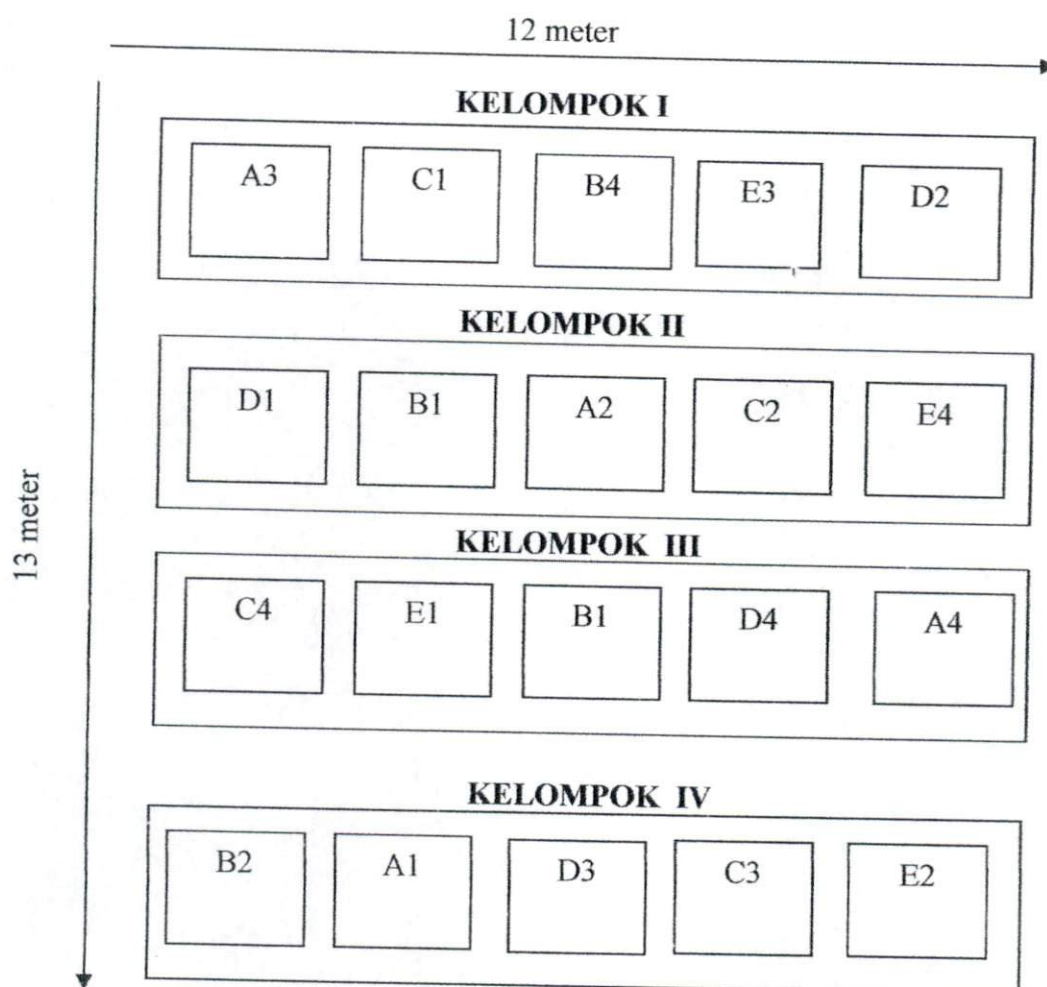 12 meter
KELOMPOK I
A3 C1 B4 E3 D2
KELOMPOK II
D1 B1 A2 C2 E4
13 meter
KELOMPOK III
C4 E1 B1 D4 A4
KELOMPOK IV
B2 A1 D3 C3 E2